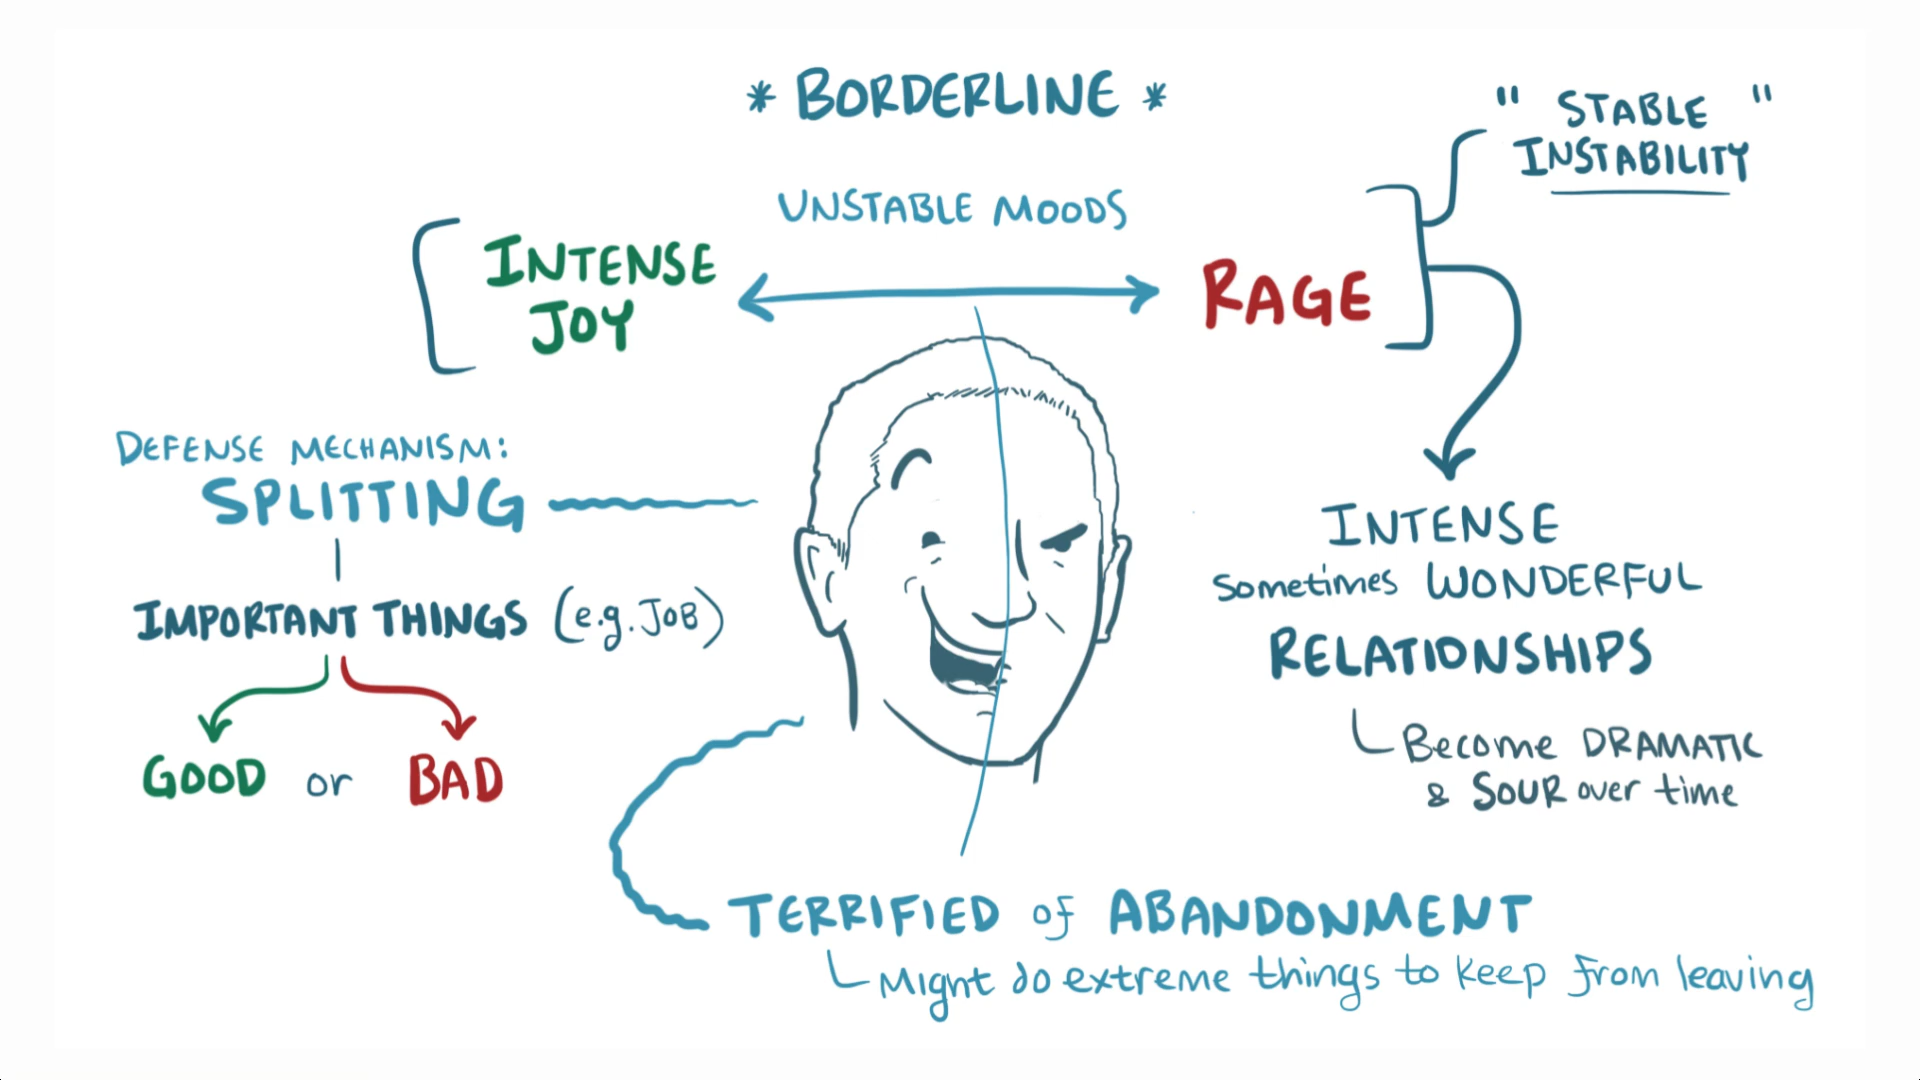 * BORDERLINE *
" STABLE "
INSTABILITY
UNSTABLE MOODS
INTENSE
JOY
RAGE
DEFENSE MECHANISM:
SPLITTING
IMPORTANT THINGS (e.g. JOB)
GOOD or BAD
INTENSE
Sometimes WONDERFUL
RELATIONSHIPS
Become DRAMATIC
& SOUR over time
TERRIFIED of ABANDONMENT
Might do extreme things to keep from leaving